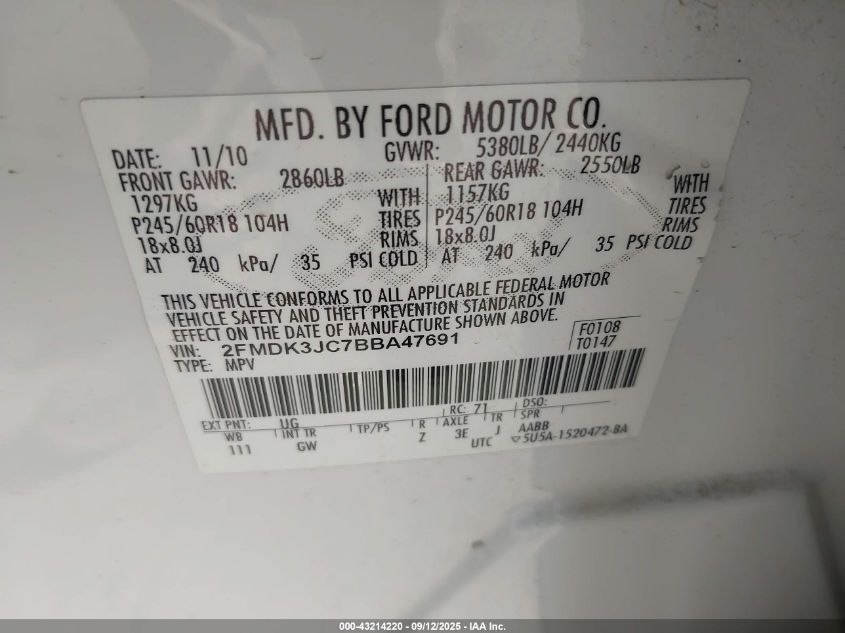 MFD. BY FORD MOTOR CO.
DATE: 11/10 GVWR: 5380LB/ 2440KG
FRONT GAWR: 2860LB REAR GAWR: 2550LB
1297KG WITH 1157KG WITH
P245/60R18 104H TIRES P245/60R18 104H TIRES
18x8.0J RIMS 18x8.0J RIMS
AT 240 kPa/ 35 PSI COLD AT 240 kPa/ 35 PSI COLD
THIS VEHICLE CONFORMS TO ALL APPLICABLE FEDERAL MOTOR
VEHICLE SAFETY AND THEFT PREVENTION STANDARDS IN
EFFECT ON THE DATE OF MANUFACTURE SHOWN ABOVE.
VIN: 2FMDK3JC7BBA47691 F0108
TYPE: MPV T0147
EXT PNT: UG RC: 71 DSO:
WB INT TR TP/PS R AXLE TR SPR
111 GW Z 3E J AABB
UTC 5U5A-1520472-BA
000-43214220 - 09/12/2025 - IAA Inc.